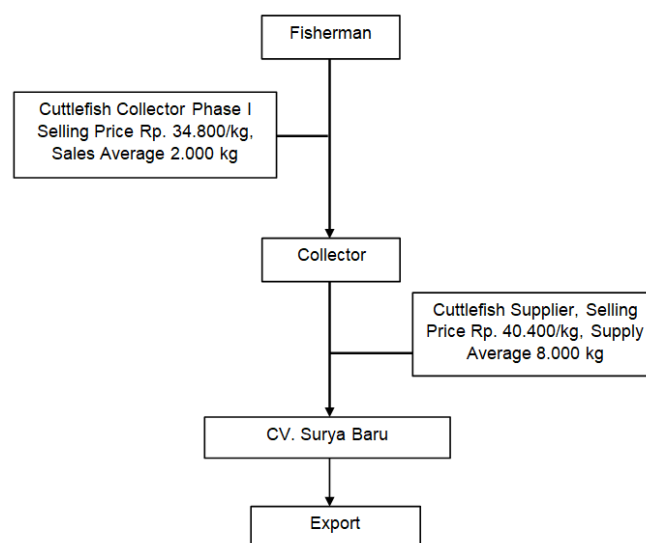 Fisherman
Cuttlefish Collector Phase I
Selling Price Rp. 34.800/kg,
Sales Average 2.000 kg
Collector
Cuttlefish Supplier, Selling
Price Rp. 40.400/kg, Supply
Average 8.000 kg
CV. Surya Baru
Export